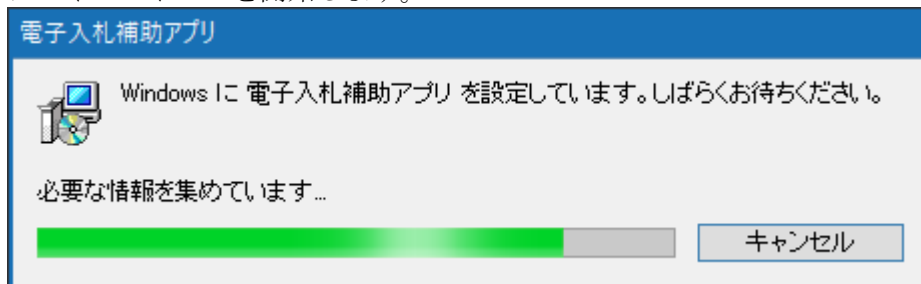 電子入札補助アプリ
Windows に 電子入札補助アプリ を設定しています。しばらくお待ちください。
必要な情報を集めています...
キャンセル